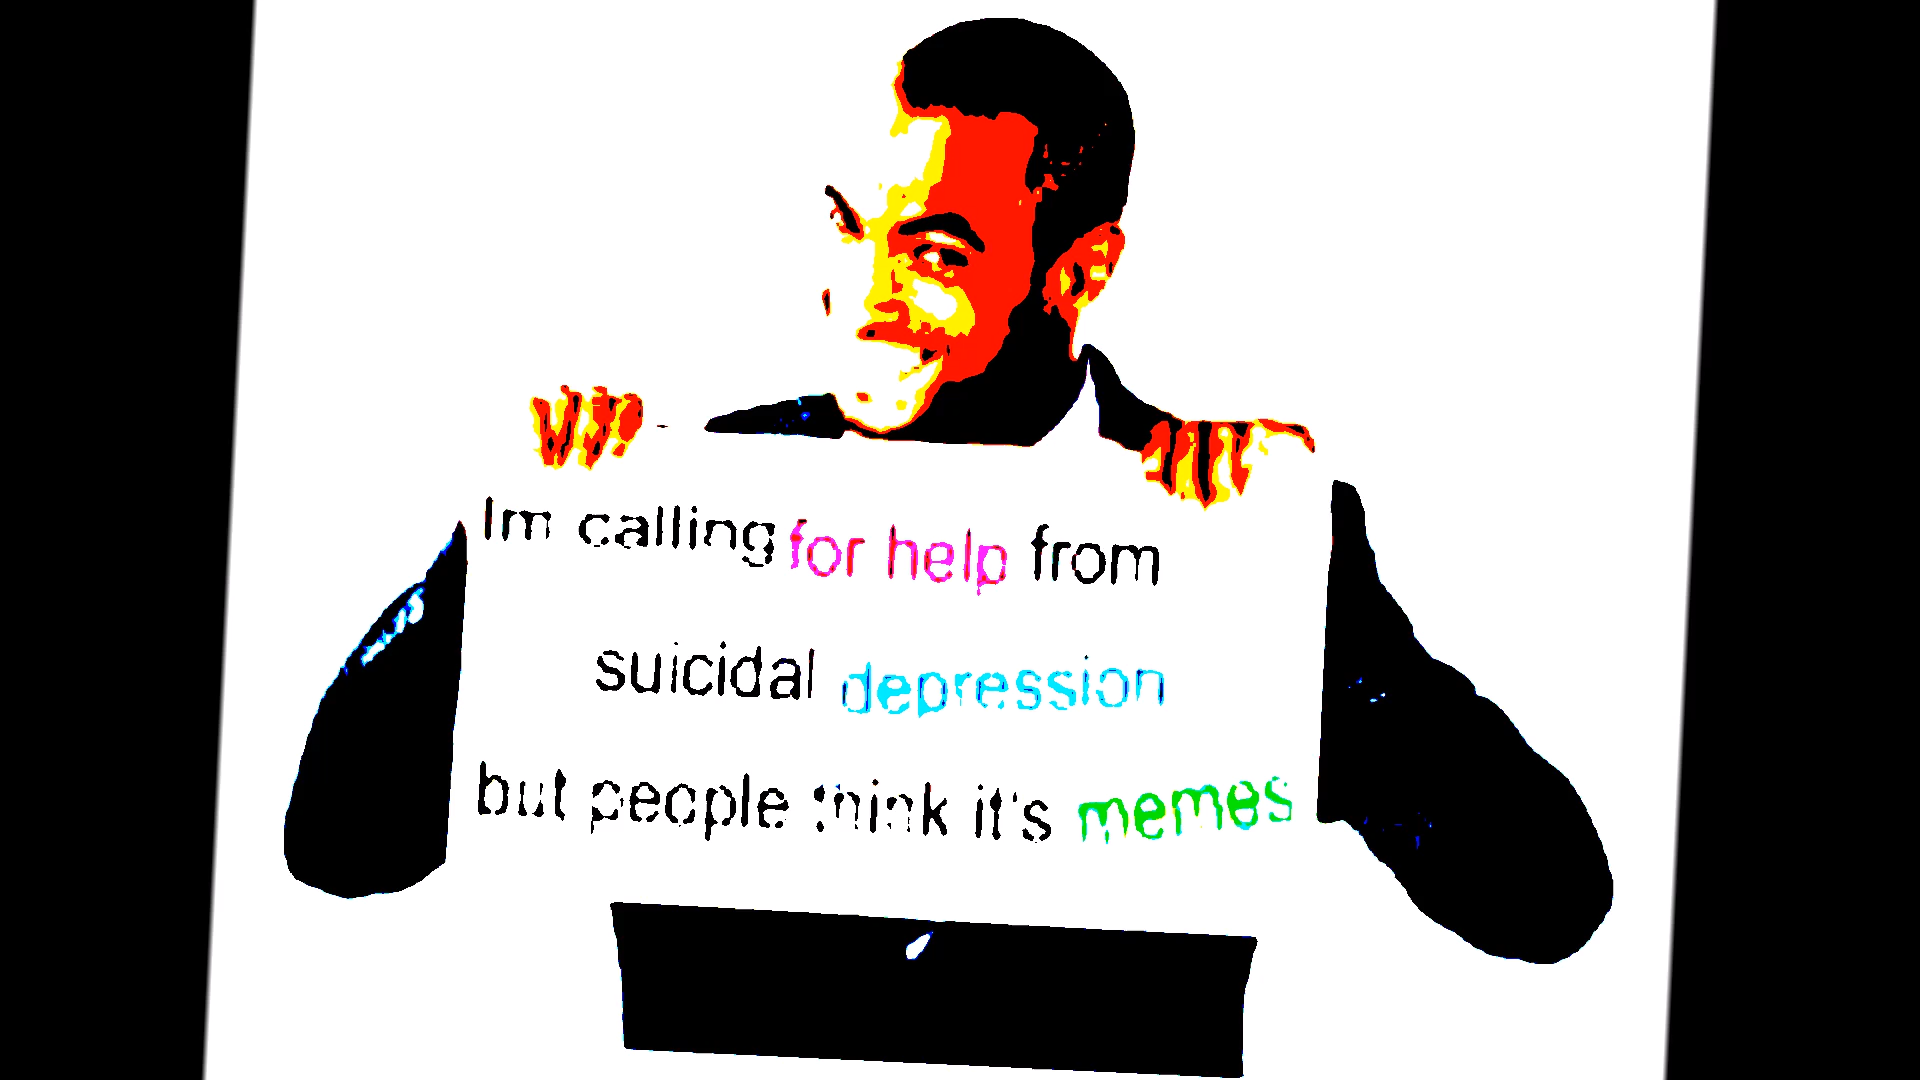 Im calling for help from
suicidal depression
but people think it's memes